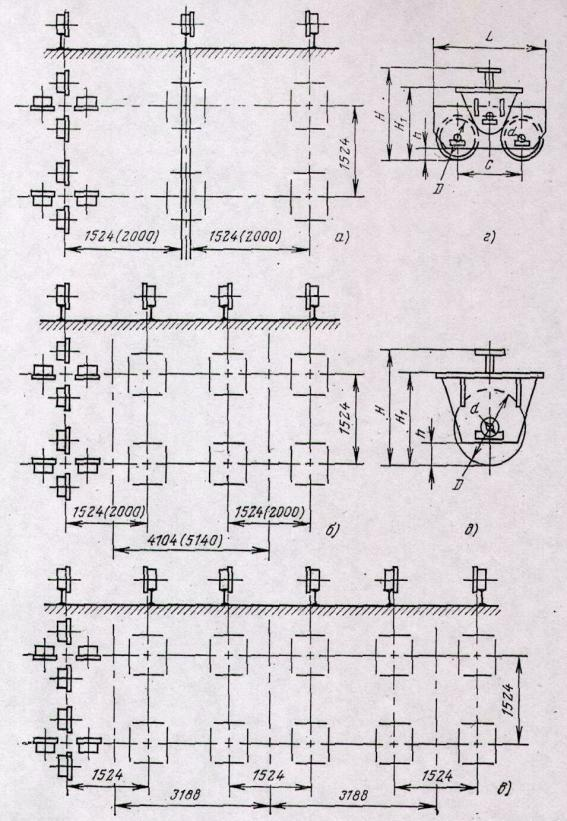 L
H
H₁
h
d
D
C
г)
1524
1524(2000)
1524(2000)
а)
H
H₁
h
d
D
д)
1524
1524(2000)
1524(2000)
4104(5140)
б)
1524
1524
1524
1524
3188
3188
в)